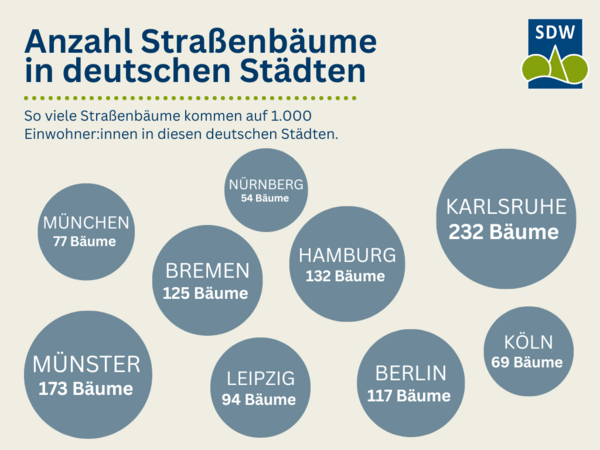 Anzahl Straßenbäume
in deutschen Städten
SDW
So viele Straßenbäume kommen auf 1.000
Einwohner:innen in diesen deutschen Städten.
NÜRNBERG
54 Bäume
MÜNCHEN
77 Bäume
KARLSRUHE
232 Bäume
BREMEN
125 Bäume
HAMBURG
132 Bäume
MÜNSTER
173 Bäume
LEIPZIG
94 Bäume
BERLIN
117 Bäume
KÖLN
69 Bäume